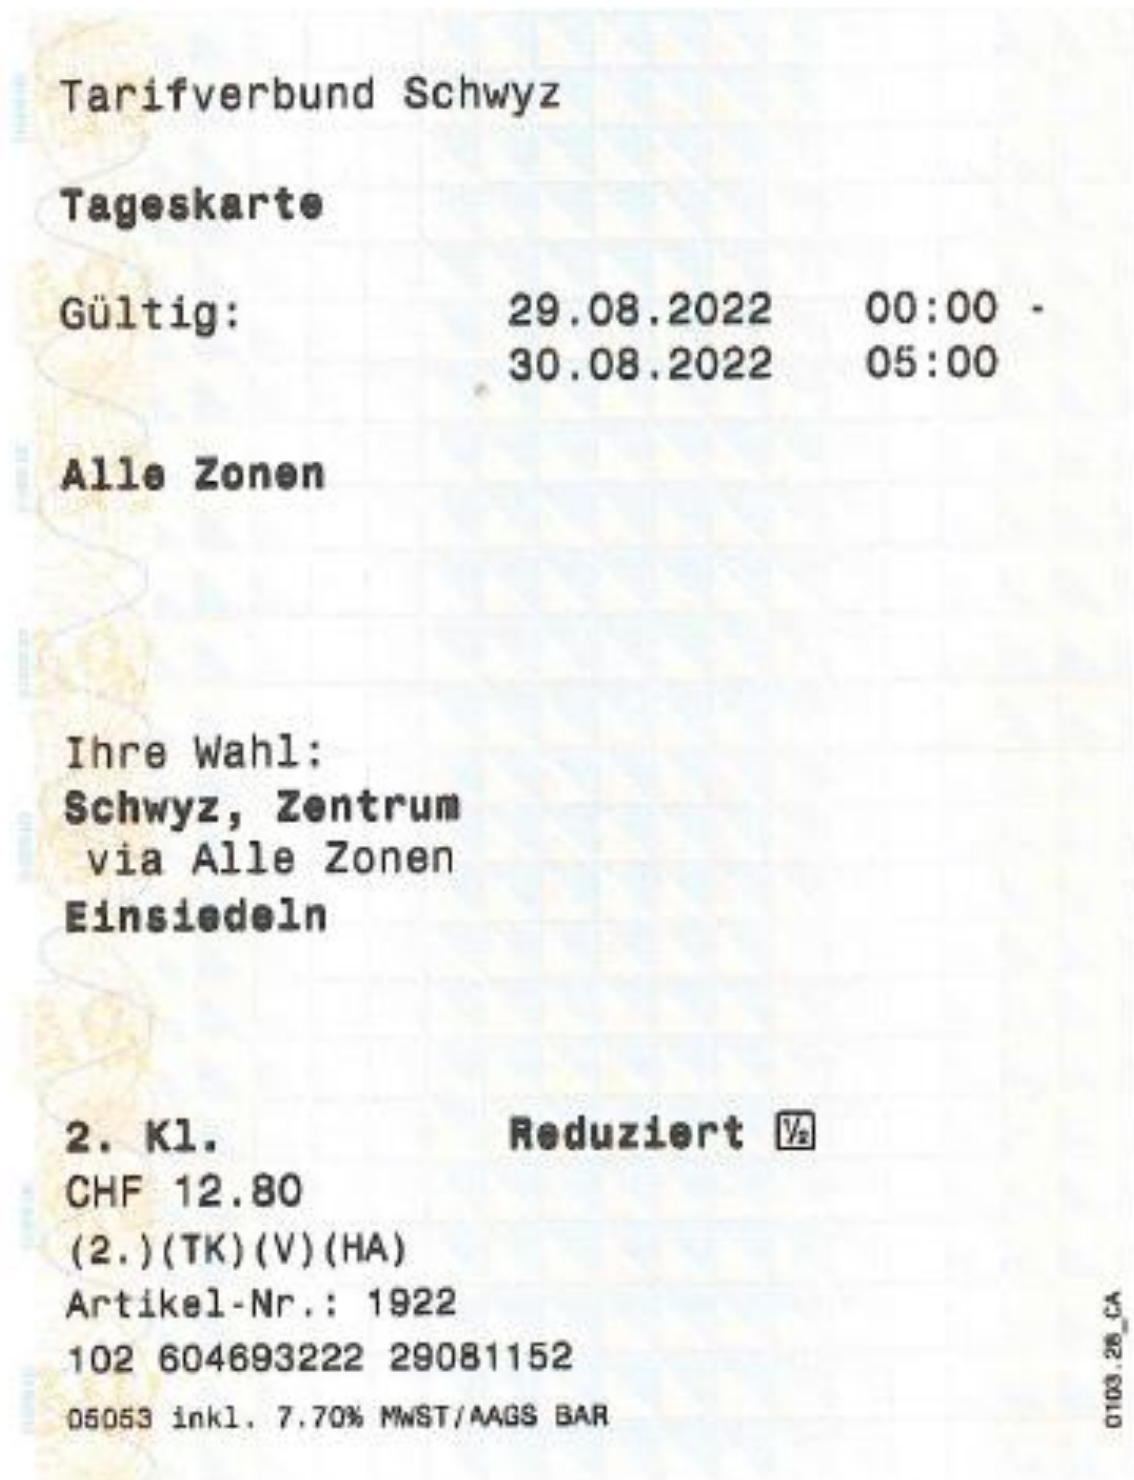 Tarifverbund Schwyz
Tageskarte
Gültig: 29.08.2022 00:00 -
30.08.2022 05:00
Alle Zonen
Ihre Wahl:
Schwyz, Zentrum
via Alle Zonen
Einsiedeln
2. Kl. Reduziert ½
CHF 12.80
(2.)(TK)(V)(HA)
Artikel-Nr.: 1922
102 604693222 29081152
05053 inkl. 7.70% MWST/AAGS BAR
0103.28_CA